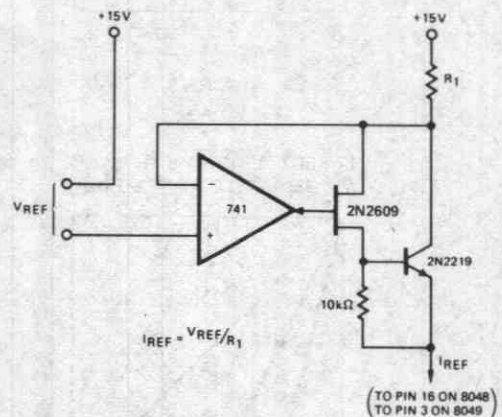 +15V
+15V
R1
VREF
−
741
+
2N2609
2N2219
10kΩ
IREF = VREF/R1
IREF
(TO PIN 16 ON 8048
TO PIN 3 ON 8049)